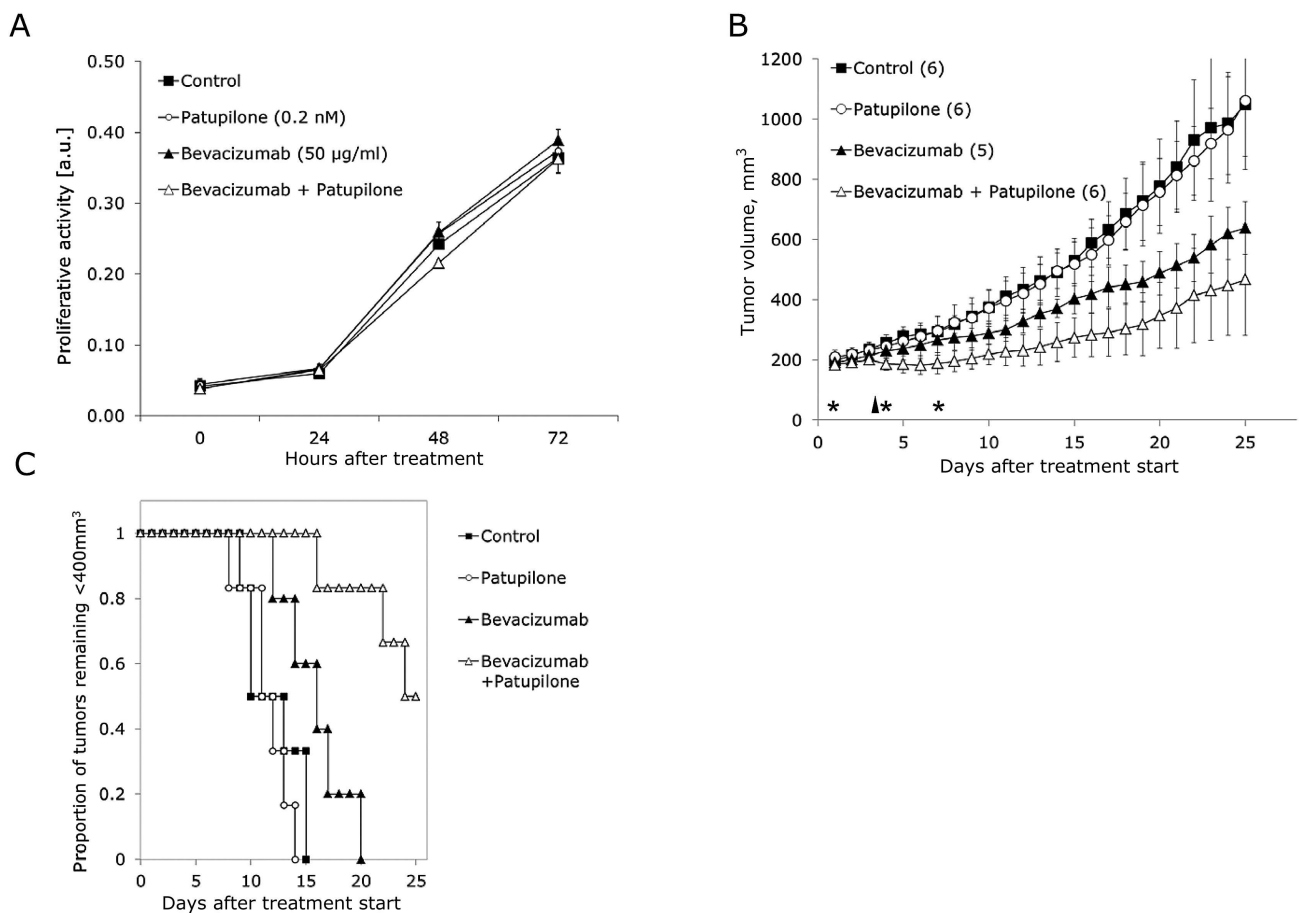 A
0.50
0.40
0.30
0.20
0.10
0.00
Proliferative activity [a.u.]
Control
Patupilone (0.2 nM)
Bevacizumab (50 µg/ml)
Bevacizumab + Patupilone
0 24 48 72
Hours after treatment
B
1200
1000
800
600
400
200
0
Tumor volume, mm³
Control (6)
Patupilone (6)
Bevacizumab (5)
Bevacizumab + Patupilone (6)
* * *
0 5 10 15 20 25
Days after treatment start
C
1
0.8
0.6
0.4
0.2
0
Proportion of tumors remaining <400mm³
0 5 10 15 20 25
Days after treatment start
Control
Patupilone
Bevacizumab
Bevacizumab
+Patupilone